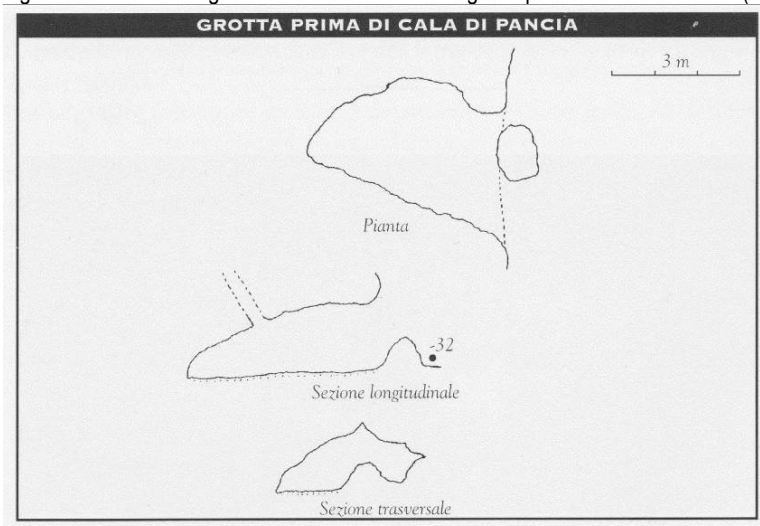 GROTTA PRIMA DI CALA DI PANCIA
3 m
Pianta
-32
Sezione longitudinale
Sezione trasversale